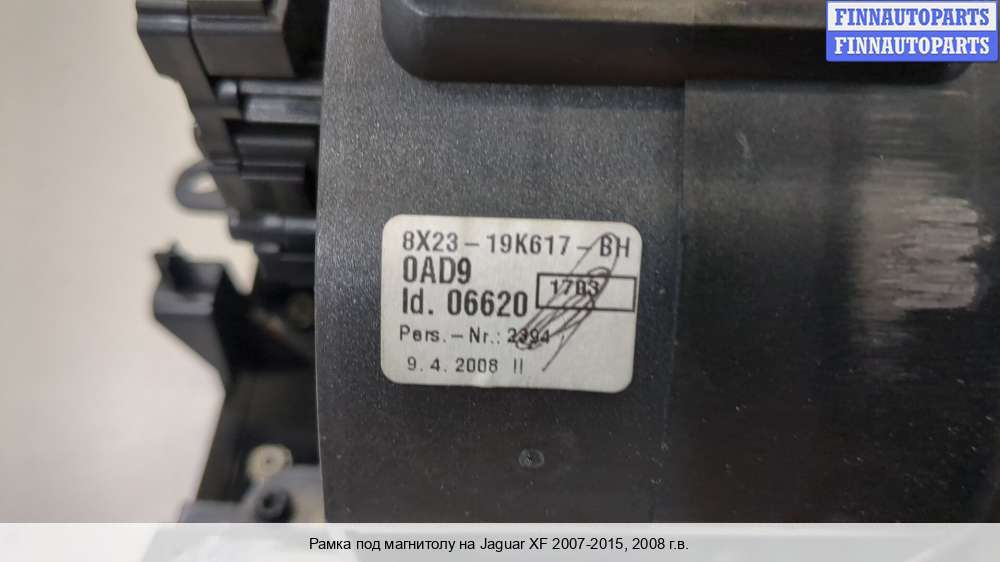 FINNAUTOPARTS
FINNAUTOPARTS
8X23-19K617-BH
0AD9
1703
Id. 06620
Pers.-Nr.: 2394
9.4.2008 II
Рамка под магнитолу на Jaguar XF 2007-2015, 2008 г.в.